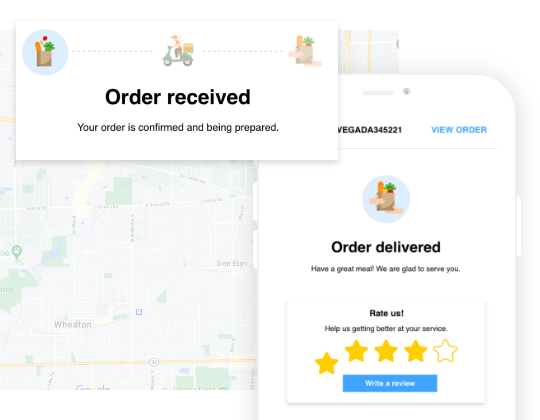 Order received
Your order is confirmed and being prepared.
VEGADA345221
VIEW ORDER
Order delivered
Have a great meal! We are glad to serve you.
Rate us!
Help us getting better at your service.
Write a review
Glen Elyn
Wheaton
Google